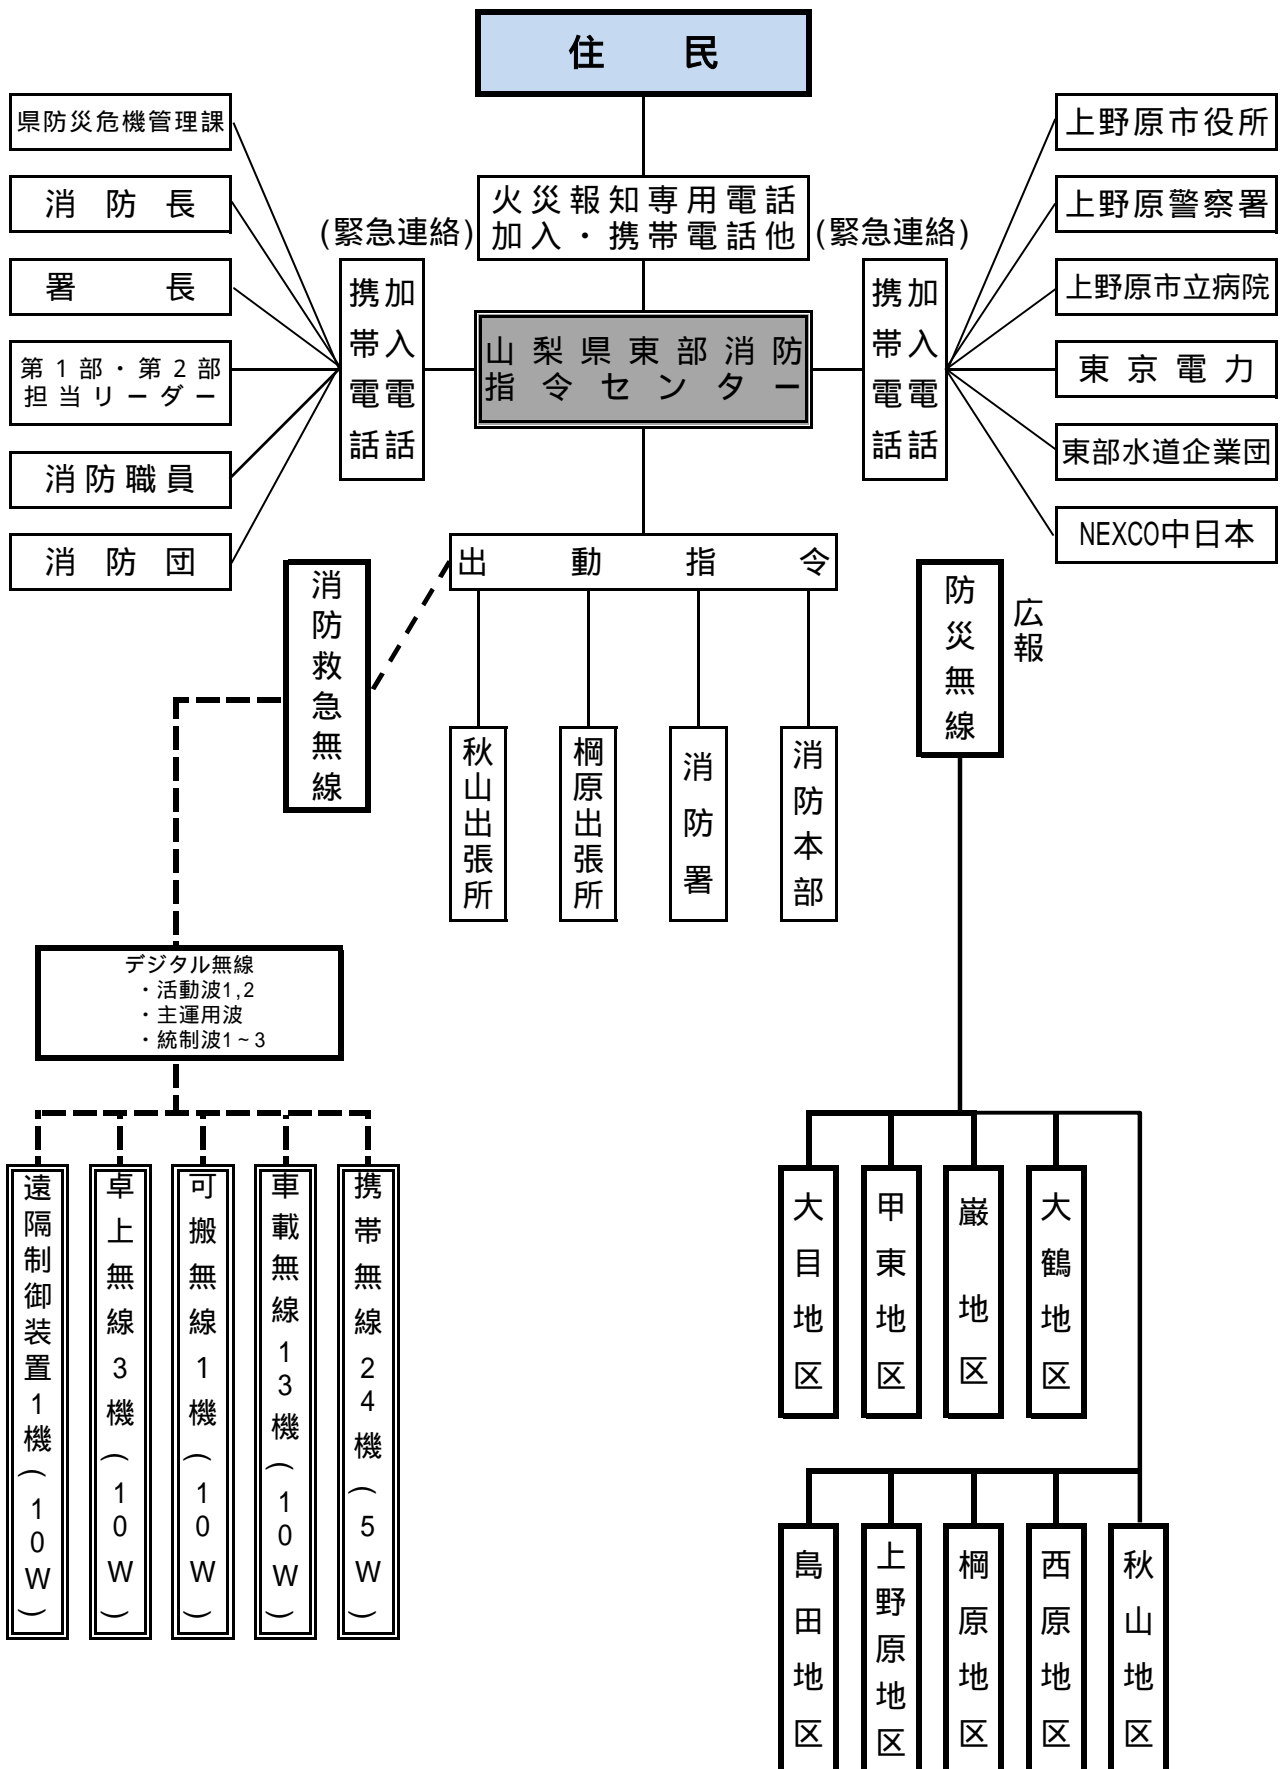 住民
火災報知専用電話
加入・携帯電話他
(緊急連絡)
(緊急連絡)
県防災危機管理課
消防長
署長
第1部・第2部
担当リーダー
消防職員
消防団
加入電話
携帯電話
山梨県東部消防
指令センター
加入電話
携帯電話
上野原市役所
上野原警察署
上野原市立病院
東京電力
東部水道企業団
NEXCO中日本
出動指令
消防救急無線
防災無線
広報
秋山出張所
棡原出張所
消防署
消防本部
デジタル無線
・活動波1,2
・主運用波
・統制波1~3
遠隔制御装置1機(10W)
卓上無線3機(10W)
可搬無線1機(10W)
車載無線13機(10W)
携帯無線24機(5W)
大目地区
甲東地区
巌地区
大鶴地区
島田地区
上野原地区
棡原地区
西原地区
秋山地区